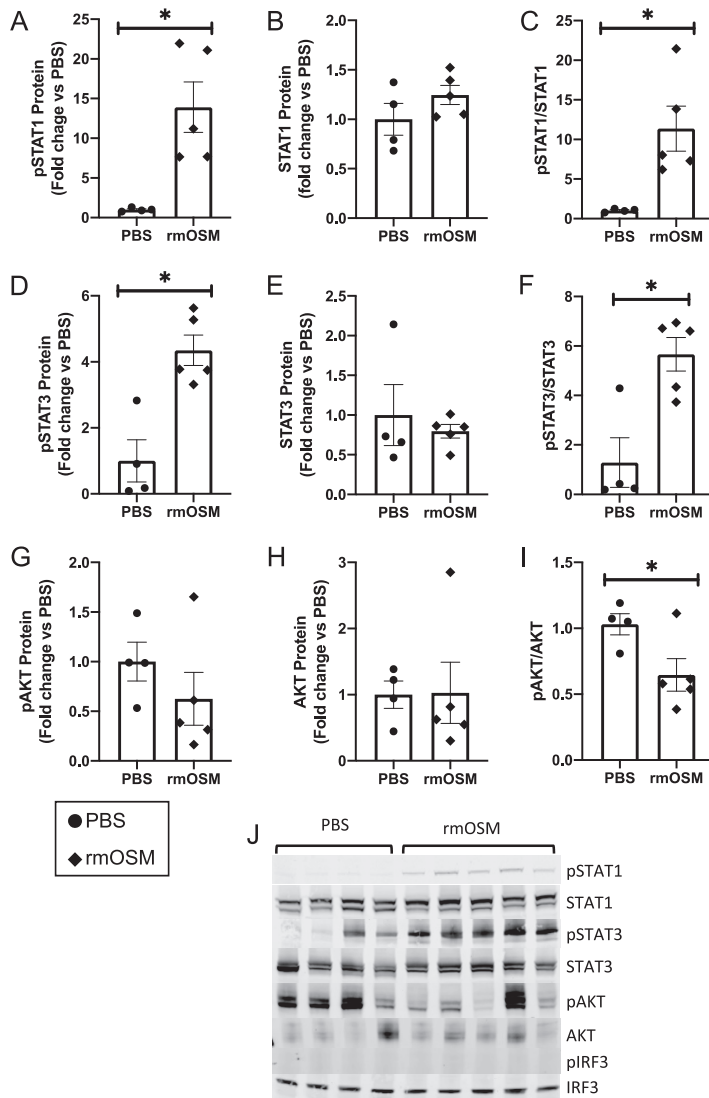 A
*
pSTAT1 Protein
(Fold chage vs PBS)
25
20
15
10
5
0
PBS
rmOSM
B
STAT1 Protein
(fold change vs PBS)
2.0
1.5
1.0
0.5
0.0
PBS
rmOSM
C
*
pSTAT1/STAT1
25
20
15
10
5
0
PBS
rmOSM
D
*
pSTAT3 Protein
(Fold change vs PBS)
6
4
2
0
PBS
rmOSM
E
STAT3 Protein
(Fold change vs PBS)
2.5
2.0
1.5
1.0
0.5
0.0
PBS
rmOSM
F
*
pSTAT3/STAT3
8
6
4
2
0
PBS
rmOSM
G
pAKT Protein
(Fold change vs PBS)
2.0
1.5
1.0
0.5
0.0
PBS
rmOSM
H
AKT Protein
(Fold change vs PBS)
3
2
1
0
PBS
rmOSM
I
*
pAKT/AKT
1.5
1.0
0.5
0.0
PBS
rmOSM
PBS
rmOSM
J
PBS
rmOSM
pSTAT1
STAT1
pSTAT3
STAT3
pAKT
AKT
pIRF3
IRF3